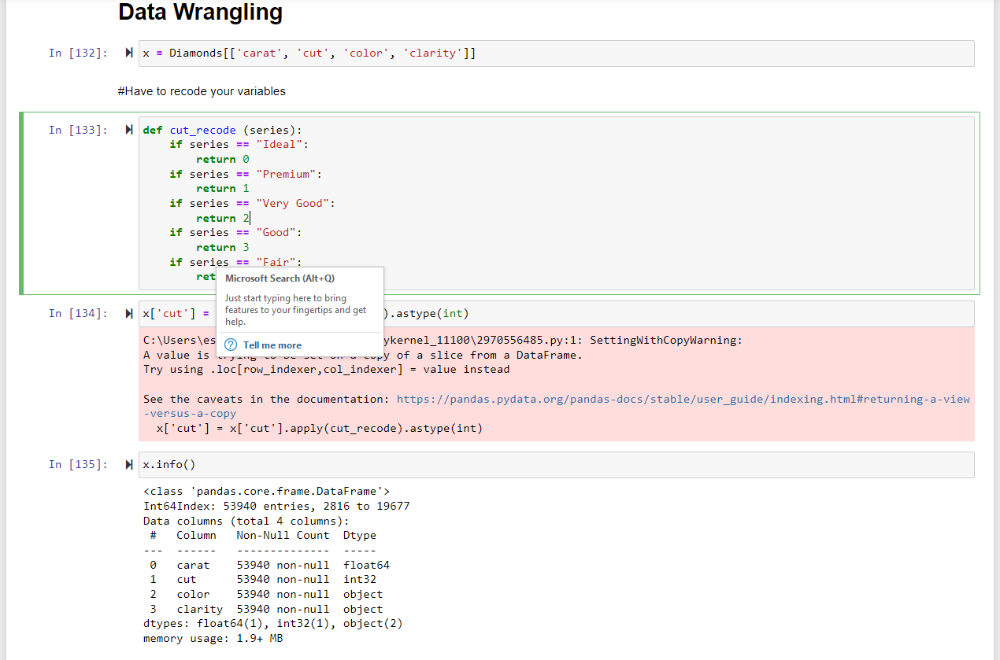 Data Wrangling
In [132]: x = Diamonds[['carat', 'cut', 'color', 'clarity']]
#Have to recode your variables
In [133]: def cut_recode (series):
    if series == "Ideal":
        return 0
    if series == "Premium":
        return 1
    if series == "Very Good":
        return 2
    if series == "Good":
        return 3
    if series == "Fair":
        ret
Microsoft Search (Alt+Q)
Just start typing here to bring
features to your fingertips and get
help.
Tell me more
In [134]: x['cut'] = ).astype(int)
C:\Users\es ykernel_11100\2970556485.py:1: SettingWithCopyWarning:
A value is trying to be set on a copy of a slice from a DataFrame.
Try using .loc[row_indexer,col_indexer] = value instead
See the caveats in the documentation: https://pandas.pydata.org/pandas-docs/stable/user_guide/indexing.html#returning-a-view
-versus-a-copy
  x['cut'] = x['cut'].apply(cut_recode).astype(int)
In [135]: x.info()
<class 'pandas.core.frame.DataFrame'>
Int64Index: 53940 entries, 2816 to 19677
Data columns (total 4 columns):
 #   Column   Non-Null Count  Dtype
---  ------   --------------  -----
 0   carat    53940 non-null  float64
 1   cut      53940 non-null  int32
 2   color    53940 non-null  object
 3   clarity  53940 non-null  object
dtypes: float64(1), int32(1), object(2)
memory usage: 1.9+ MB